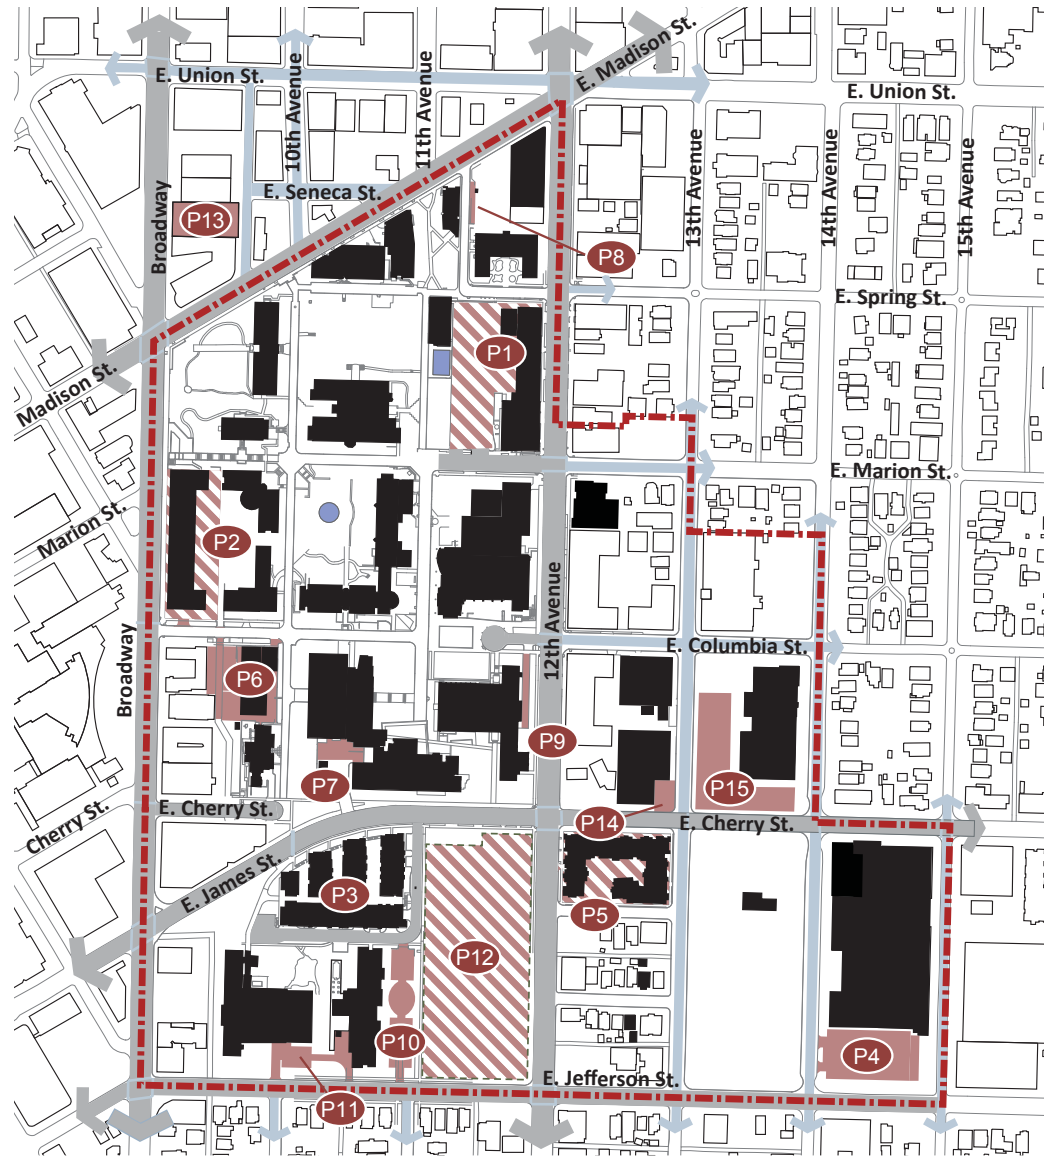 E. Madison St.
E. Union St.
10th Avenue
11th Avenue
E. Union St.
13th Avenue
14th Avenue
15th Avenue
E. Seneca St.
Broadway
P13
P8
E. Spring St.
P1
Madison St.
E. Marion St.
Marion St.
P2
12th Avenue
E. Columbia St.
Broadway
P6
P9
P7
P15
E. Cherry St.
P14
E. Cherry St.
Cherry St.
E. James St.
P3
P5
P12
P10
P4
E. Jefferson St.
P11